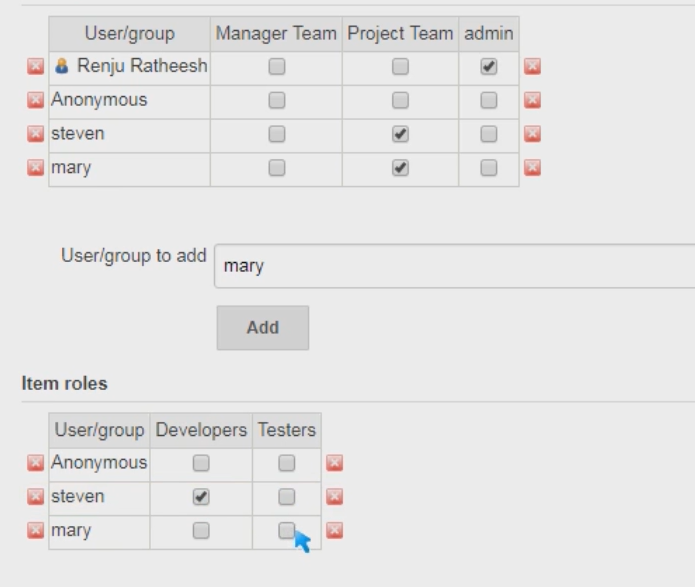 User/group Manager Team Project Team admin
Renju Ratheesh
Anonymous
steven
mary
User/group to add mary
Add
Item roles
User/group Developers Testers
Anonymous
steven
mary